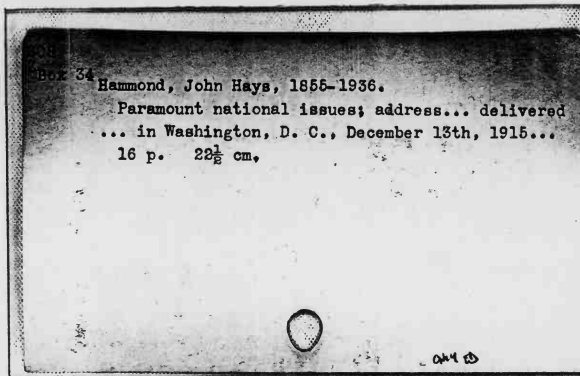 Box 34
Hammond, John Hays, 1855-1936.
Paramount national issues; address... delivered
... in Washington, D. C., December 13th, 1915...
16 p. 22½ cm.